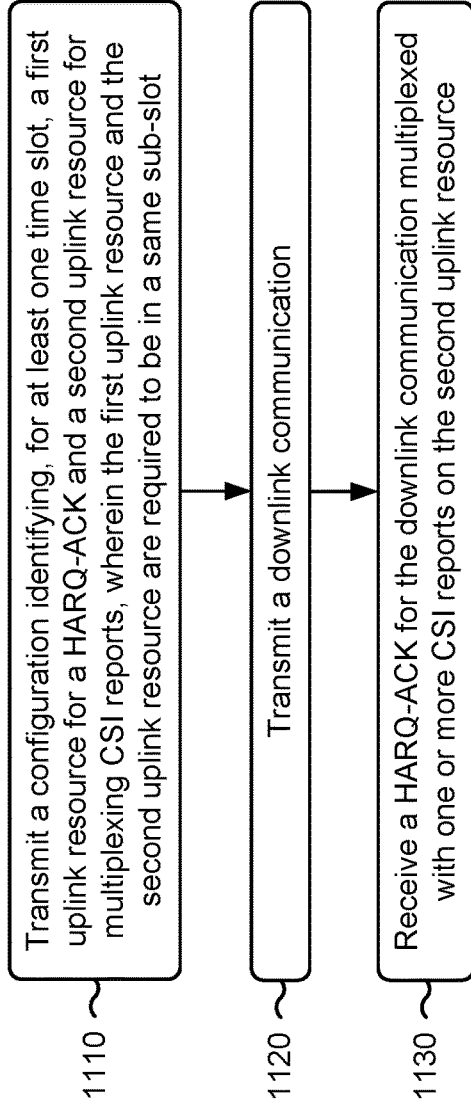 1110
Transmit a configuration identifying, for at least one time slot, a first
uplink resource for a HARQ-ACK and a second uplink resource for
multiplexing CSI reports, wherein the first uplink resource and the
second uplink resource are required to be in a same sub-slot
1120
Transmit a downlink communication
1130
Receive a HARQ-ACK for the downlink communication multiplexed
with one or more CSI reports on the second uplink resource